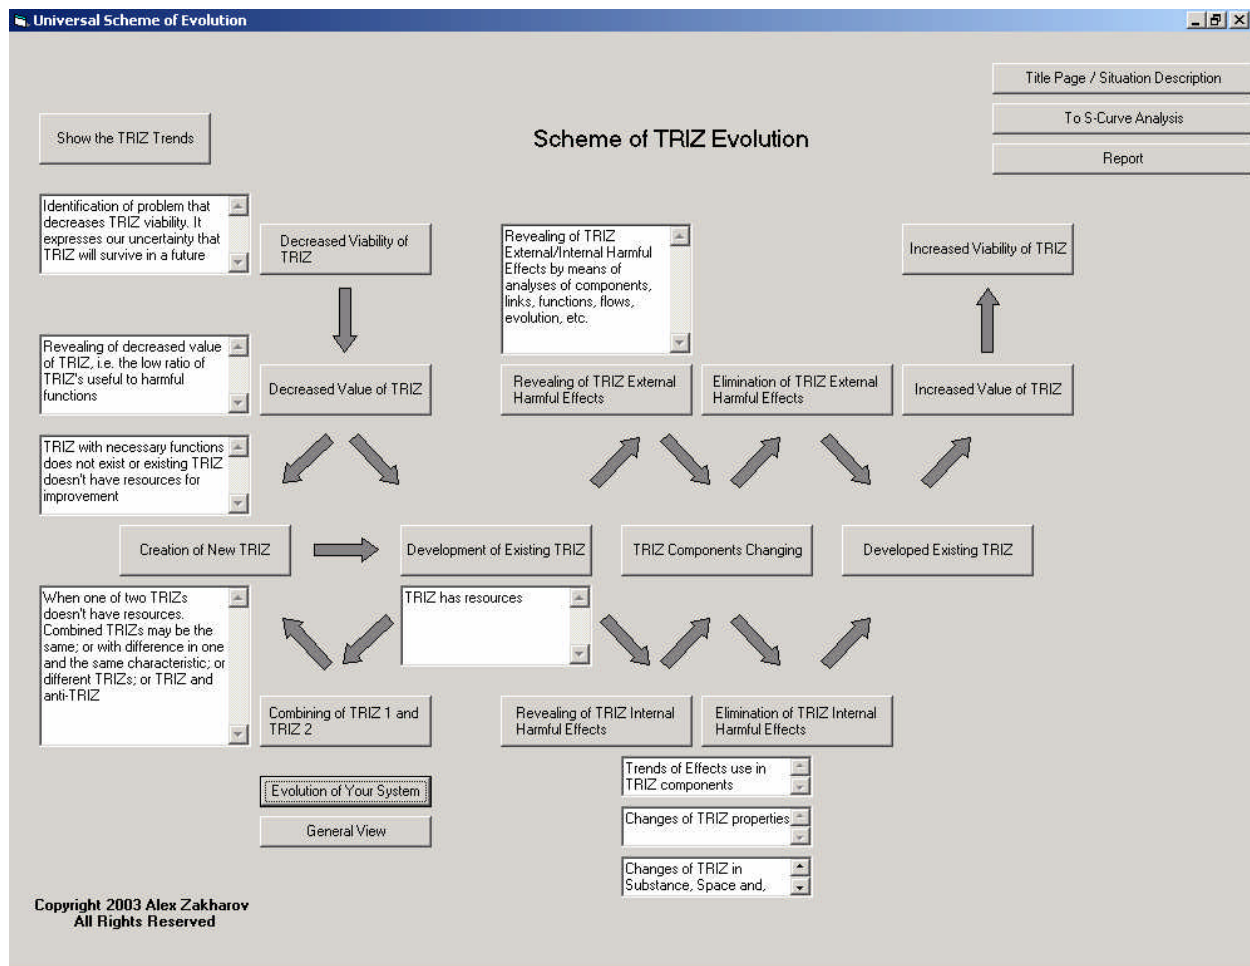 Universal Scheme of Evolution
Title Page / Situation Description
To S-Curve Analysis
Report
Show the TRIZ Trends
Scheme of TRIZ Evolution
Identification of problem that
decreases TRIZ viability. It
expresses our uncertainty that
TRIZ will survive in a future
Decreased Viability of
TRIZ
Revealing of TRIZ
External/Internal Harmful
Effects by means of
analyses of components,
links, functions, flows,
evolution, etc.
Increased Viability of TRIZ
Revealing of decreased value
of TRIZ, i.e. the low ratio of
TRIZ's useful to harmful
functions
Decreased Value of TRIZ
Revealing of TRIZ External
Harmful Effects
Elimination of TRIZ External
Harmful Effects
Increased Value of TRIZ
TRIZ with necessary functions
does not exist or existing TRIZ
doesn't have resources for
improvement
Creation of New TRIZ
Development of Existing TRIZ
TRIZ Components Changing
Developed Existing TRIZ
When one of two TRIZs
doesn't have resources.
Combined TRIZs may be the
same; or with difference in one
and the same characteristic; or
different TRIZs; or TRIZ and
anti-TRIZ
TRIZ has resources
Combining of TRIZ 1 and
TRIZ 2
Revealing of TRIZ Internal
Harmful Effects
Elimination of TRIZ Internal
Harmful Effects
Trends of Effects use in
TRIZ components
Evolution of Your System
Changes of TRIZ properties
General View
Changes of TRIZ in
Substance, Space and,
Copyright 2003 Alex Zakharov
All Rights Reserved